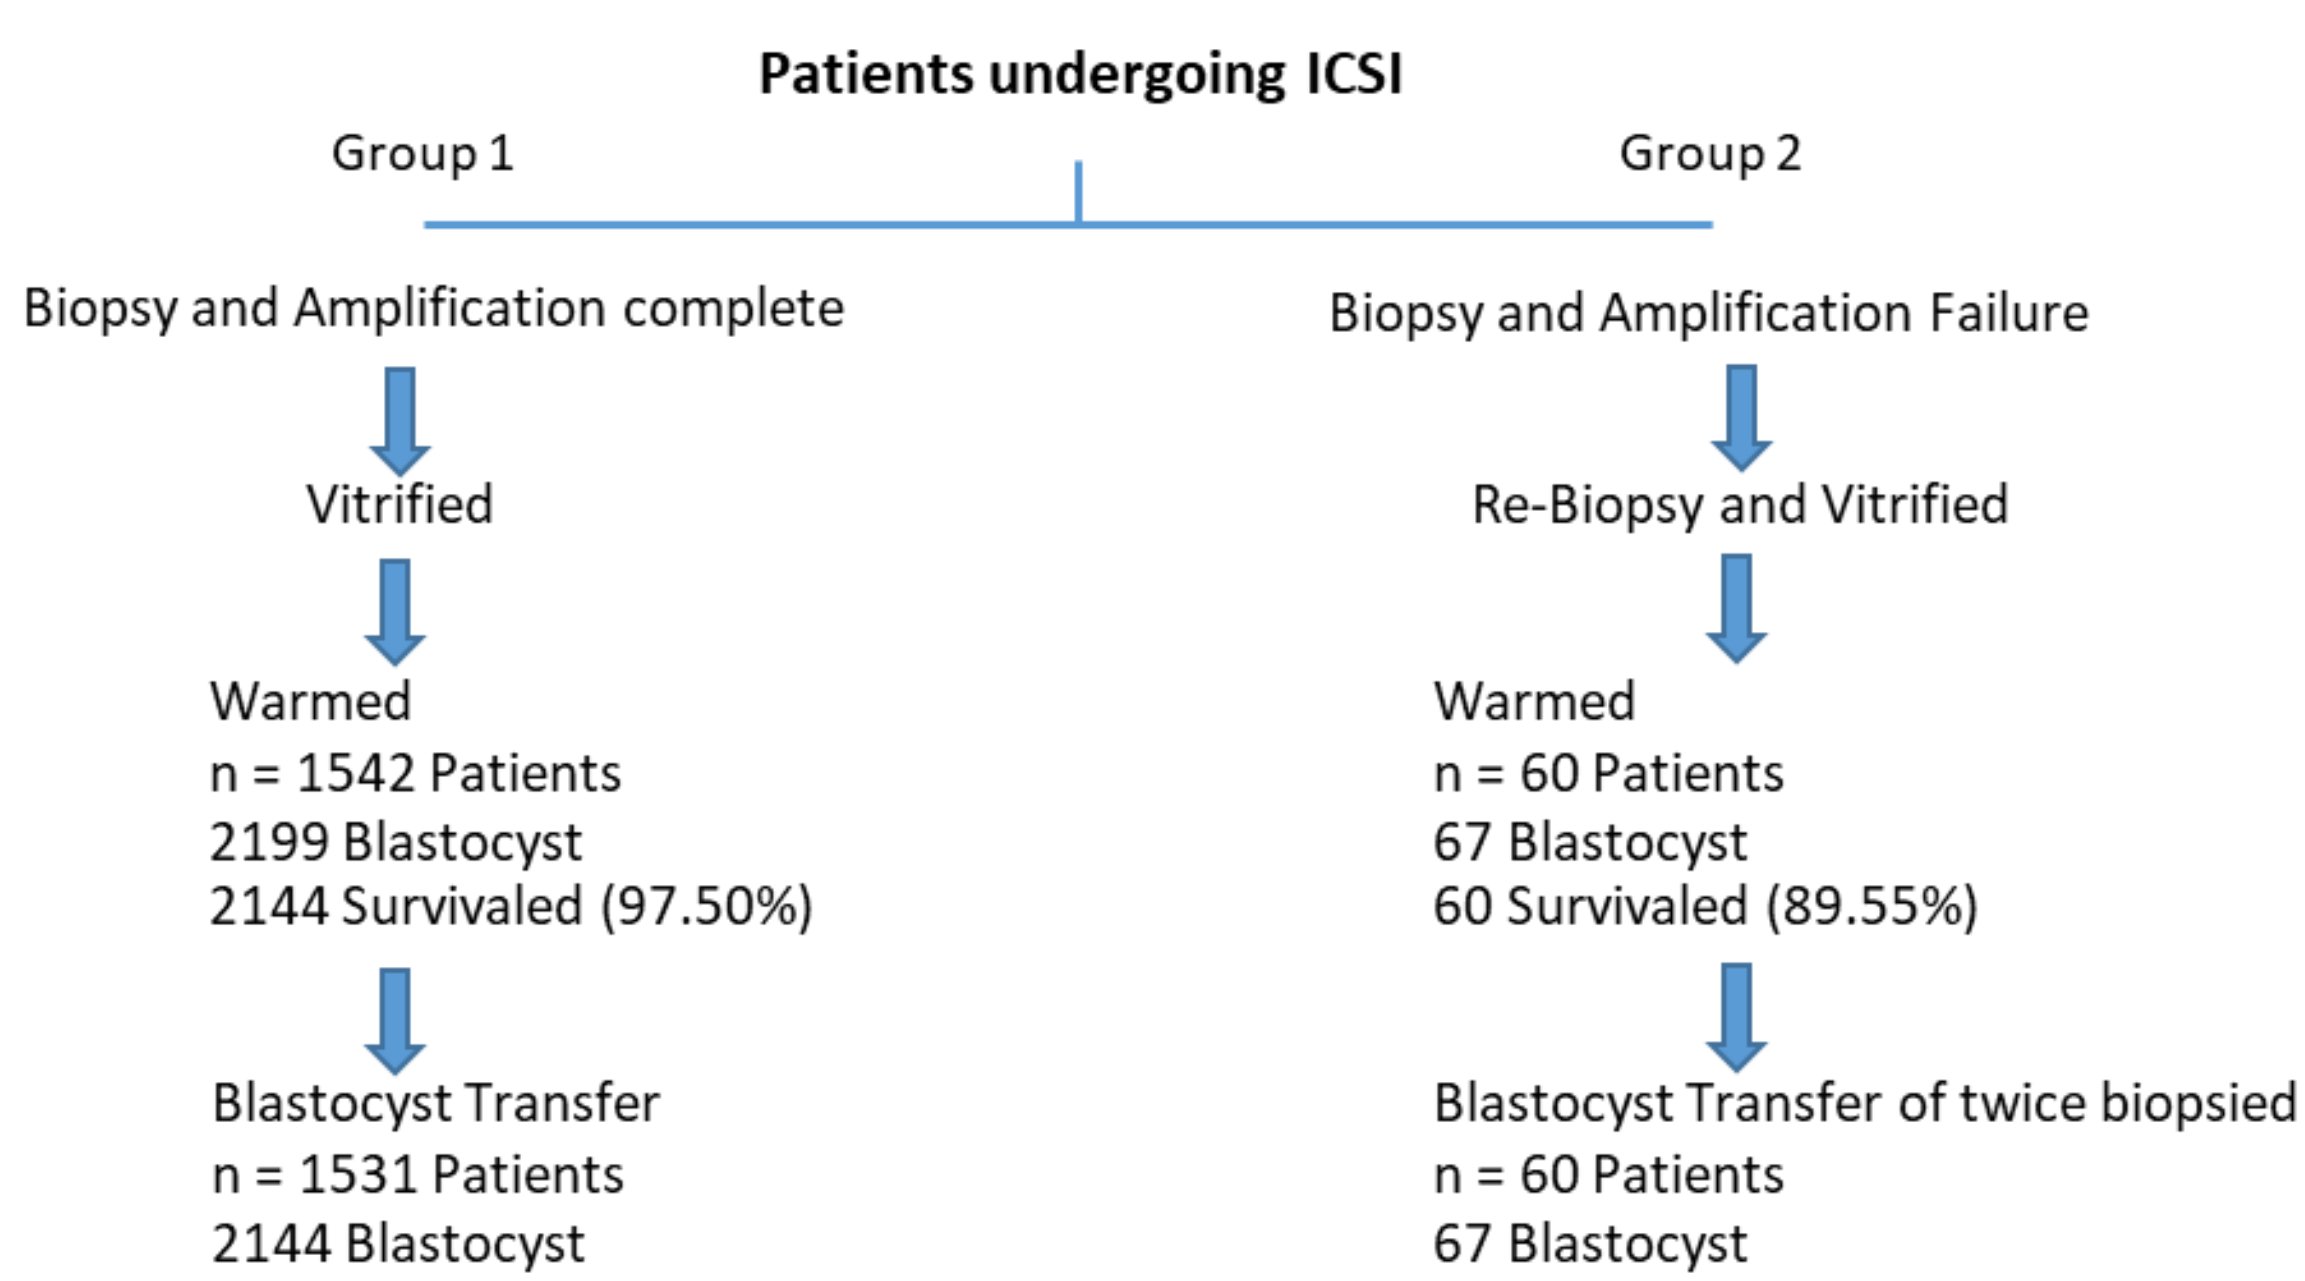 Patients undergoing ICSI
Group 1
Group 2
Biopsy and Amplification complete
Biopsy and Amplification Failure
Vitrified
Re-Biopsy and Vitrified
Warmed
n = 1542 Patients
2199 Blastocyst
2144 Survivaled (97.50%)
Warmed
n = 60 Patients
67 Blastocyst
60 Survivaled (89.55%)
Blastocyst Transfer
n = 1531 Patients
2144 Blastocyst
Blastocyst Transfer of twice biopsied
n = 60 Patients
67 Blastocyst